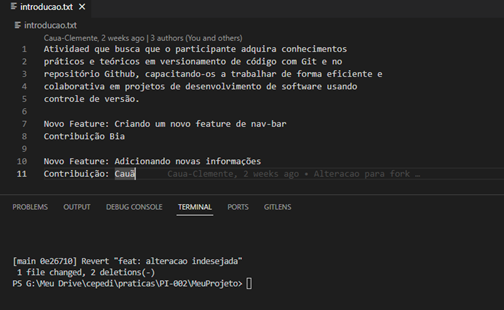 introducao.txt
introducao.txt
Caua-Clemente, 2 weeks ago | 3 authors (You and others)
1 Atividaed que busca que o participante adquira conhecimentos
2 práticos e teóricos em versionamento de código com Git e no
3 repositório Github, capacitando-os a trabalhar de forma eficiente e
4 colaborativa em projetos de desenvolvimento de software usando
5 controle de versão.
6
7 Novo Feature: Criando um novo feature de nav-bar
8 Contribuição Bia
9
10 Novo Feature: Adicionando novas informações
11 Contribuição: Cauã Caua-Clemente, 2 weeks ago • Alteracao para fork …
PROBLEMS OUTPUT DEBUG CONSOLE TERMINAL PORTS GITLENS
[main 0e26710] Revert "feat: alteracao indesejada"
1 file changed, 2 deletions(-)
PS G:\Meu Drive\cepedi\praticas\PI-002\MeuProjeto>